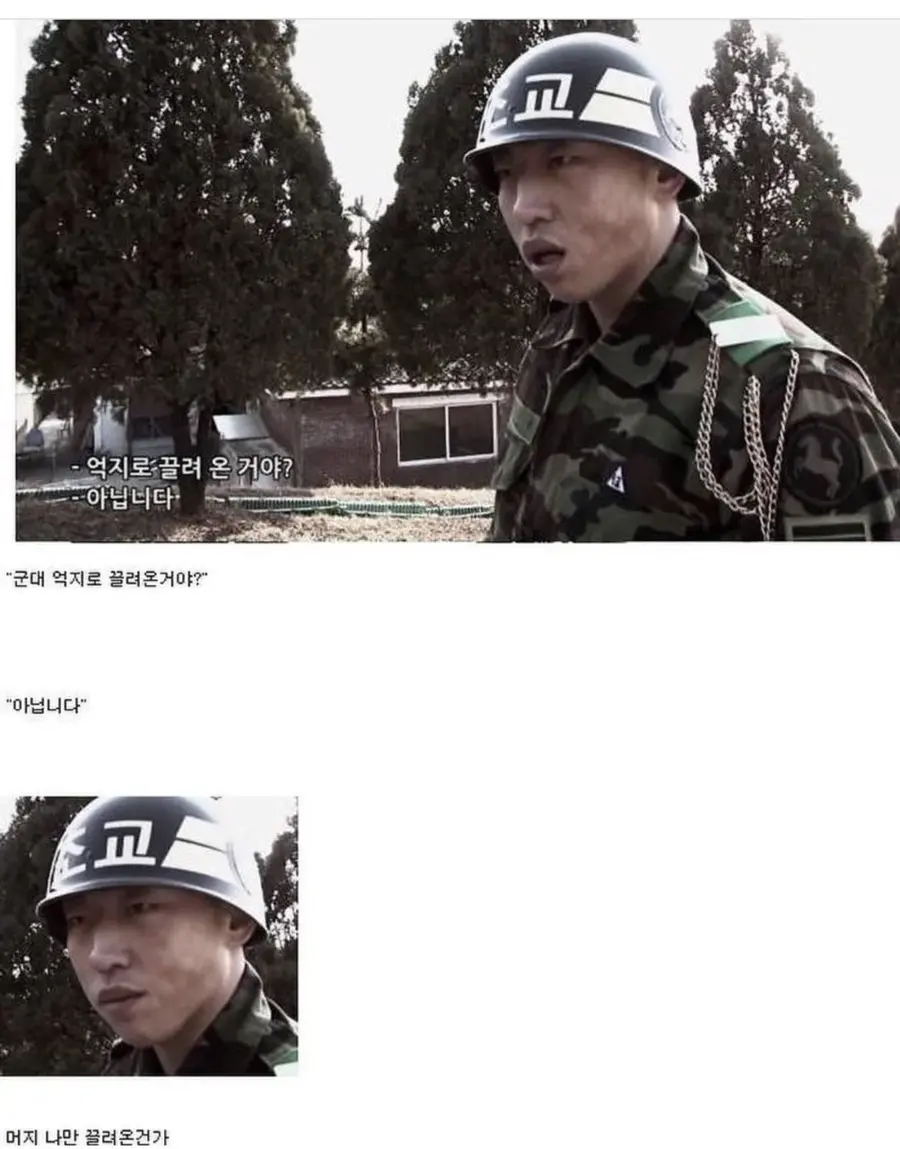 조교
- 억지로 끌려 온 거야?
- 아닙니다
"군대 억지로 끌려온거야?"
"아닙니다"
조교
머지 나만 끌려온건가